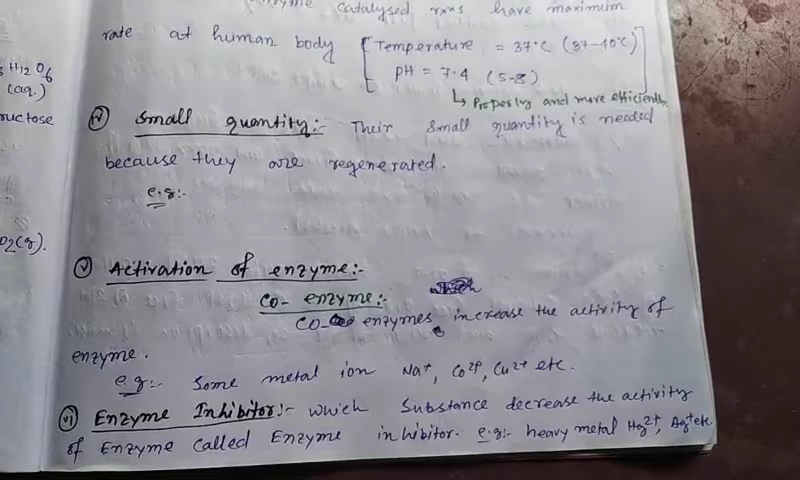 catalysed rxns have maximum
rate at human body [Temperature = 37°C (37-40°C)
PH = 7.4 (5-8)]
↳ Properly and more efficiently
H12 O6
(aq.)
ructose
O2(g).
(iv) Small quantity:- Their small quantity is needed
because they are regenerated.
e.g:-
(v) Activation of enzyme:-
Co- enzyme:-
Co- enzymes increase the activity of
enzyme.
e.g:- Some metal ion Na+, Co2+, Cu2+ etc.
(vi) Enzyme Inhibitor:- which Substance decrease the activity
of Enzyme called Enzyme inhibitor. e.g:- heavy metal Hg2+, Ag+ etc